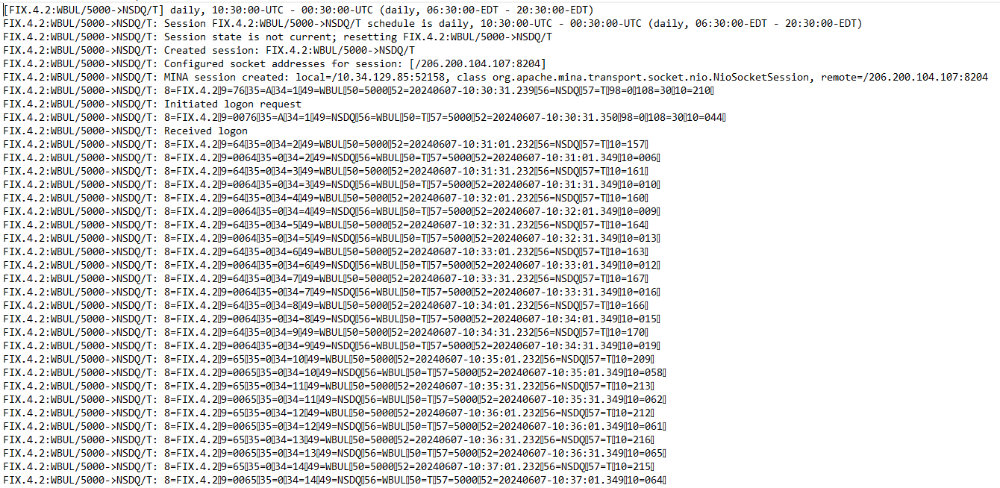 [FIX.4.2:WBUL/5000->NSDQ/T] daily, 10:30:00-UTC - 00:30:00-UTC (daily, 06:30:00-EDT - 20:30:00-EDT)
FIX.4.2:WBUL/5000->NSDQ/T: Session FIX.4.2:WBUL/5000->NSDQ/T schedule is daily, 10:30:00-UTC - 00:30:00-UTC (daily, 06:30:00-EDT - 20:30:00-EDT)
FIX.4.2:WBUL/5000->NSDQ/T: Session state is not current; resetting FIX.4.2:WBUL/5000->NSDQ/T
FIX.4.2:WBUL/5000->NSDQ/T: Created session: FIX.4.2:WBUL/5000->NSDQ/T
FIX.4.2:WBUL/5000->NSDQ/T: Configured socket addresses for session: [/206.200.104.107:8204]
FIX.4.2:WBUL/5000->NSDQ/T: MINA session created: local=/10.34.129.85:52158, class org.apache.mina.transport.socket.nio.NioSocketSession, remote=/206.200.104.107:8204
FIX.4.2:WBUL/5000->NSDQ/T: 8=FIX.4.2▯9=76▯35=A▯34=1▯49=WBUL▯50=5000▯52=20240607-10:30:31.239▯56=NSDQ▯57=T▯98=0▯108=30▯10=210▯
FIX.4.2:WBUL/5000->NSDQ/T: Initiated logon request
FIX.4.2:WBUL/5000->NSDQ/T: 8=FIX.4.2▯9=0076▯35=A▯34=1▯49=NSDQ▯56=WBUL▯50=T▯57=5000▯52=20240607-10:30:31.350▯98=0▯108=30▯10=044▯
FIX.4.2:WBUL/5000->NSDQ/T: Received logon
FIX.4.2:WBUL/5000->NSDQ/T: 8=FIX.4.2▯9=64▯35=0▯34=2▯49=WBUL▯50=5000▯52=20240607-10:31:01.232▯56=NSDQ▯57=T▯10=157▯
FIX.4.2:WBUL/5000->NSDQ/T: 8=FIX.4.2▯9=0064▯35=0▯34=2▯49=NSDQ▯56=WBUL▯50=T▯57=5000▯52=20240607-10:31:01.349▯10=006▯
FIX.4.2:WBUL/5000->NSDQ/T: 8=FIX.4.2▯9=64▯35=0▯34=3▯49=WBUL▯50=5000▯52=20240607-10:31:31.232▯56=NSDQ▯57=T▯10=161▯
FIX.4.2:WBUL/5000->NSDQ/T: 8=FIX.4.2▯9=0064▯35=0▯34=3▯49=NSDQ▯56=WBUL▯50=T▯57=5000▯52=20240607-10:31:31.349▯10=010▯
FIX.4.2:WBUL/5000->NSDQ/T: 8=FIX.4.2▯9=64▯35=0▯34=4▯49=WBUL▯50=5000▯52=20240607-10:32:01.232▯56=NSDQ▯57=T▯10=160▯
FIX.4.2:WBUL/5000->NSDQ/T: 8=FIX.4.2▯9=0064▯35=0▯34=4▯49=NSDQ▯56=WBUL▯50=T▯57=5000▯52=20240607-10:32:01.349▯10=009▯
FIX.4.2:WBUL/5000->NSDQ/T: 8=FIX.4.2▯9=64▯35=0▯34=5▯49=WBUL▯50=5000▯52=20240607-10:32:31.232▯56=NSDQ▯57=T▯10=164▯
FIX.4.2:WBUL/5000->NSDQ/T: 8=FIX.4.2▯9=0064▯35=0▯34=5▯49=NSDQ▯56=WBUL▯50=T▯57=5000▯52=20240607-10:32:31.349▯10=013▯
FIX.4.2:WBUL/5000->NSDQ/T: 8=FIX.4.2▯9=64▯35=0▯34=6▯49=WBUL▯50=5000▯52=20240607-10:33:01.232▯56=NSDQ▯57=T▯10=163▯
FIX.4.2:WBUL/5000->NSDQ/T: 8=FIX.4.2▯9=0064▯35=0▯34=6▯49=NSDQ▯56=WBUL▯50=T▯57=5000▯52=20240607-10:33:01.349▯10=012▯
FIX.4.2:WBUL/5000->NSDQ/T: 8=FIX.4.2▯9=64▯35=0▯34=7▯49=WBUL▯50=5000▯52=20240607-10:33:31.232▯56=NSDQ▯57=T▯10=167▯
FIX.4.2:WBUL/5000->NSDQ/T: 8=FIX.4.2▯9=0064▯35=0▯34=7▯49=NSDQ▯56=WBUL▯50=T▯57=5000▯52=20240607-10:33:31.349▯10=016▯
FIX.4.2:WBUL/5000->NSDQ/T: 8=FIX.4.2▯9=64▯35=0▯34=8▯49=WBUL▯50=5000▯52=20240607-10:34:01.232▯56=NSDQ▯57=T▯10=166▯
FIX.4.2:WBUL/5000->NSDQ/T: 8=FIX.4.2▯9=0064▯35=0▯34=8▯49=NSDQ▯56=WBUL▯50=T▯57=5000▯52=20240607-10:34:01.349▯10=015▯
FIX.4.2:WBUL/5000->NSDQ/T: 8=FIX.4.2▯9=64▯35=0▯34=9▯49=WBUL▯50=5000▯52=20240607-10:34:31.232▯56=NSDQ▯57=T▯10=170▯
FIX.4.2:WBUL/5000->NSDQ/T: 8=FIX.4.2▯9=0064▯35=0▯34=9▯49=NSDQ▯56=WBUL▯50=T▯57=5000▯52=20240607-10:34:31.349▯10=019▯
FIX.4.2:WBUL/5000->NSDQ/T: 8=FIX.4.2▯9=65▯35=0▯34=10▯49=WBUL▯50=5000▯52=20240607-10:35:01.232▯56=NSDQ▯57=T▯10=209▯
FIX.4.2:WBUL/5000->NSDQ/T: 8=FIX.4.2▯9=0065▯35=0▯34=10▯49=NSDQ▯56=WBUL▯50=T▯57=5000▯52=20240607-10:35:01.349▯10=058▯
FIX.4.2:WBUL/5000->NSDQ/T: 8=FIX.4.2▯9=65▯35=0▯34=11▯49=WBUL▯50=5000▯52=20240607-10:35:31.232▯56=NSDQ▯57=T▯10=213▯
FIX.4.2:WBUL/5000->NSDQ/T: 8=FIX.4.2▯9=0065▯35=0▯34=11▯49=NSDQ▯56=WBUL▯50=T▯57=5000▯52=20240607-10:35:31.349▯10=062▯
FIX.4.2:WBUL/5000->NSDQ/T: 8=FIX.4.2▯9=65▯35=0▯34=12▯49=WBUL▯50=5000▯52=20240607-10:36:01.232▯56=NSDQ▯57=T▯10=212▯
FIX.4.2:WBUL/5000->NSDQ/T: 8=FIX.4.2▯9=0065▯35=0▯34=12▯49=NSDQ▯56=WBUL▯50=T▯57=5000▯52=20240607-10:36:01.349▯10=061▯
FIX.4.2:WBUL/5000->NSDQ/T: 8=FIX.4.2▯9=65▯35=0▯34=13▯49=WBUL▯50=5000▯52=20240607-10:36:31.232▯56=NSDQ▯57=T▯10=216▯
FIX.4.2:WBUL/5000->NSDQ/T: 8=FIX.4.2▯9=0065▯35=0▯34=13▯49=NSDQ▯56=WBUL▯50=T▯57=5000▯52=20240607-10:36:31.349▯10=065▯
FIX.4.2:WBUL/5000->NSDQ/T: 8=FIX.4.2▯9=65▯35=0▯34=14▯49=WBUL▯50=5000▯52=20240607-10:37:01.232▯56=NSDQ▯57=T▯10=215▯
FIX.4.2:WBUL/5000->NSDQ/T: 8=FIX.4.2▯9=0065▯35=0▯34=14▯49=NSDQ▯56=WBUL▯50=T▯57=5000▯52=20240607-10:37:01.349▯10=064▯